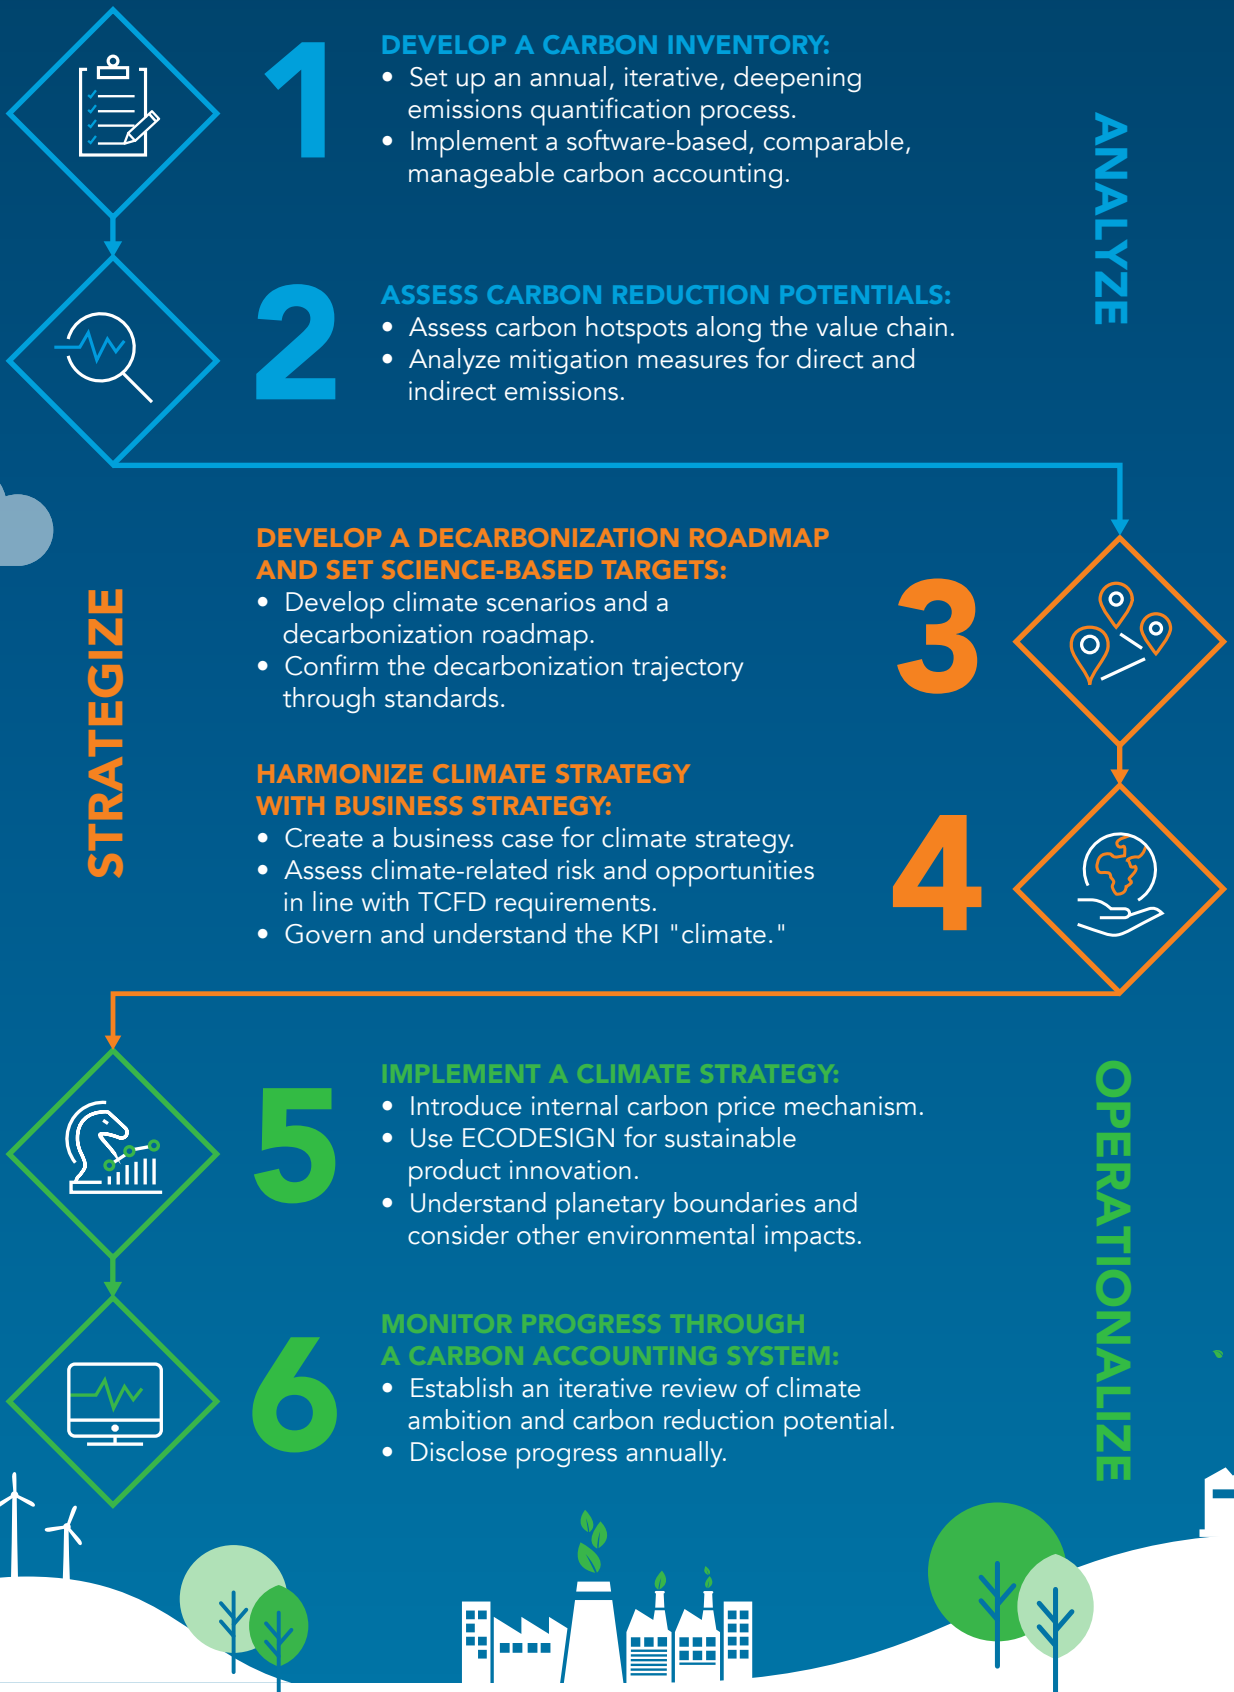 1
DEVELOP A CARBON INVENTORY:
• Set up an annual, iterative, deepening
emissions quantification process.
• Implement a software-based, comparable,
manageable carbon accounting.
ANALYZE
2
ASSESS CARBON REDUCTION POTENTIALS:
• Assess carbon hotspots along the value chain.
• Analyze mitigation measures for direct and
indirect emissions.
STRATEGIZE
DEVELOP A DECARBONIZATION ROADMAP
AND SET SCIENCE-BASED TARGETS:
• Develop climate scenarios and a
decarbonization roadmap.
• Confirm the decarbonization trajectory
through standards.
3
HARMONIZE CLIMATE STRATEGY
WITH BUSINESS STRATEGY:
• Create a business case for climate strategy.
• Assess climate-related risk and opportunities
in line with TCFD requirements.
• Govern and understand the KPI "climate."
4
5
IMPLEMENT A CLIMATE STRATEGY:
• Introduce internal carbon price mechanism.
• Use ECODESIGN for sustainable
product innovation.
• Understand planetary boundaries and
consider other environmental impacts.
OPERATIONALIZE
6
MONITOR PROGRESS THROUGH
A CARBON ACCOUNTING SYSTEM:
• Establish an iterative review of climate
ambition and carbon reduction potential.
• Disclose progress annually.